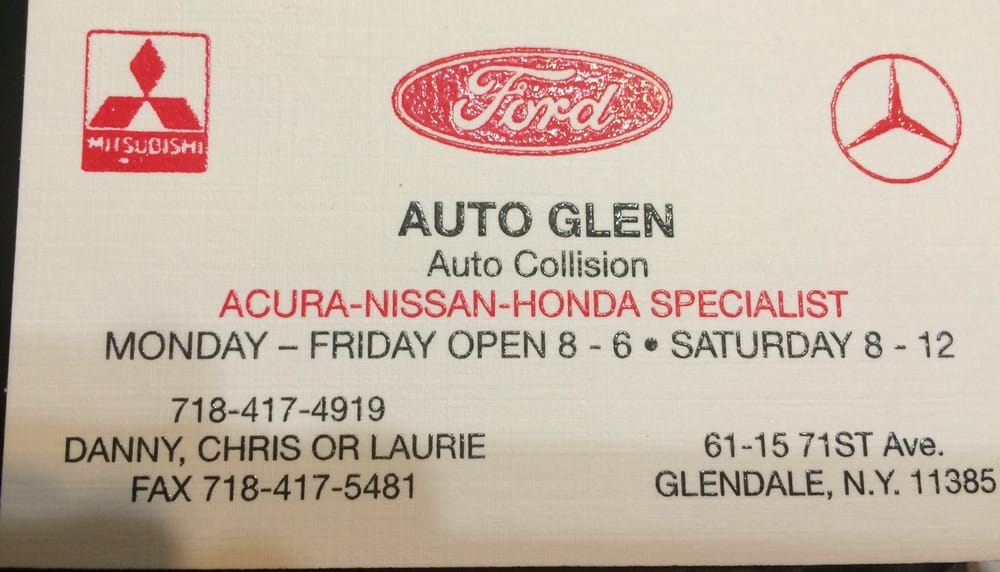 MITSUBISHI
Ford
AUTO GLEN
Auto Collision
ACURA-NISSAN-HONDA SPECIALIST
MONDAY – FRIDAY OPEN 8 - 6 • SATURDAY 8 - 12
718-417-4919
DANNY, CHRIS OR LAURIE
FAX 718-417-5481
61-15 71ST Ave.
GLENDALE, N.Y. 11385